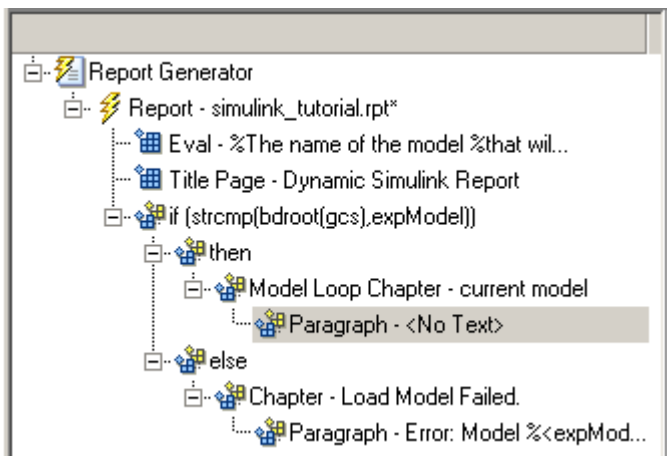 Report Generator
Report - simulink_tutorial.rpt*
Eval - %The name of the model %that wil...
Title Page - Dynamic Simulink Report
if (strcmp(bdroot(gcs),expModel))
then
Model Loop Chapter - current model
Paragraph - <No Text>
else
Chapter - Load Model Failed.
Paragraph - Error: Model %<expMod...